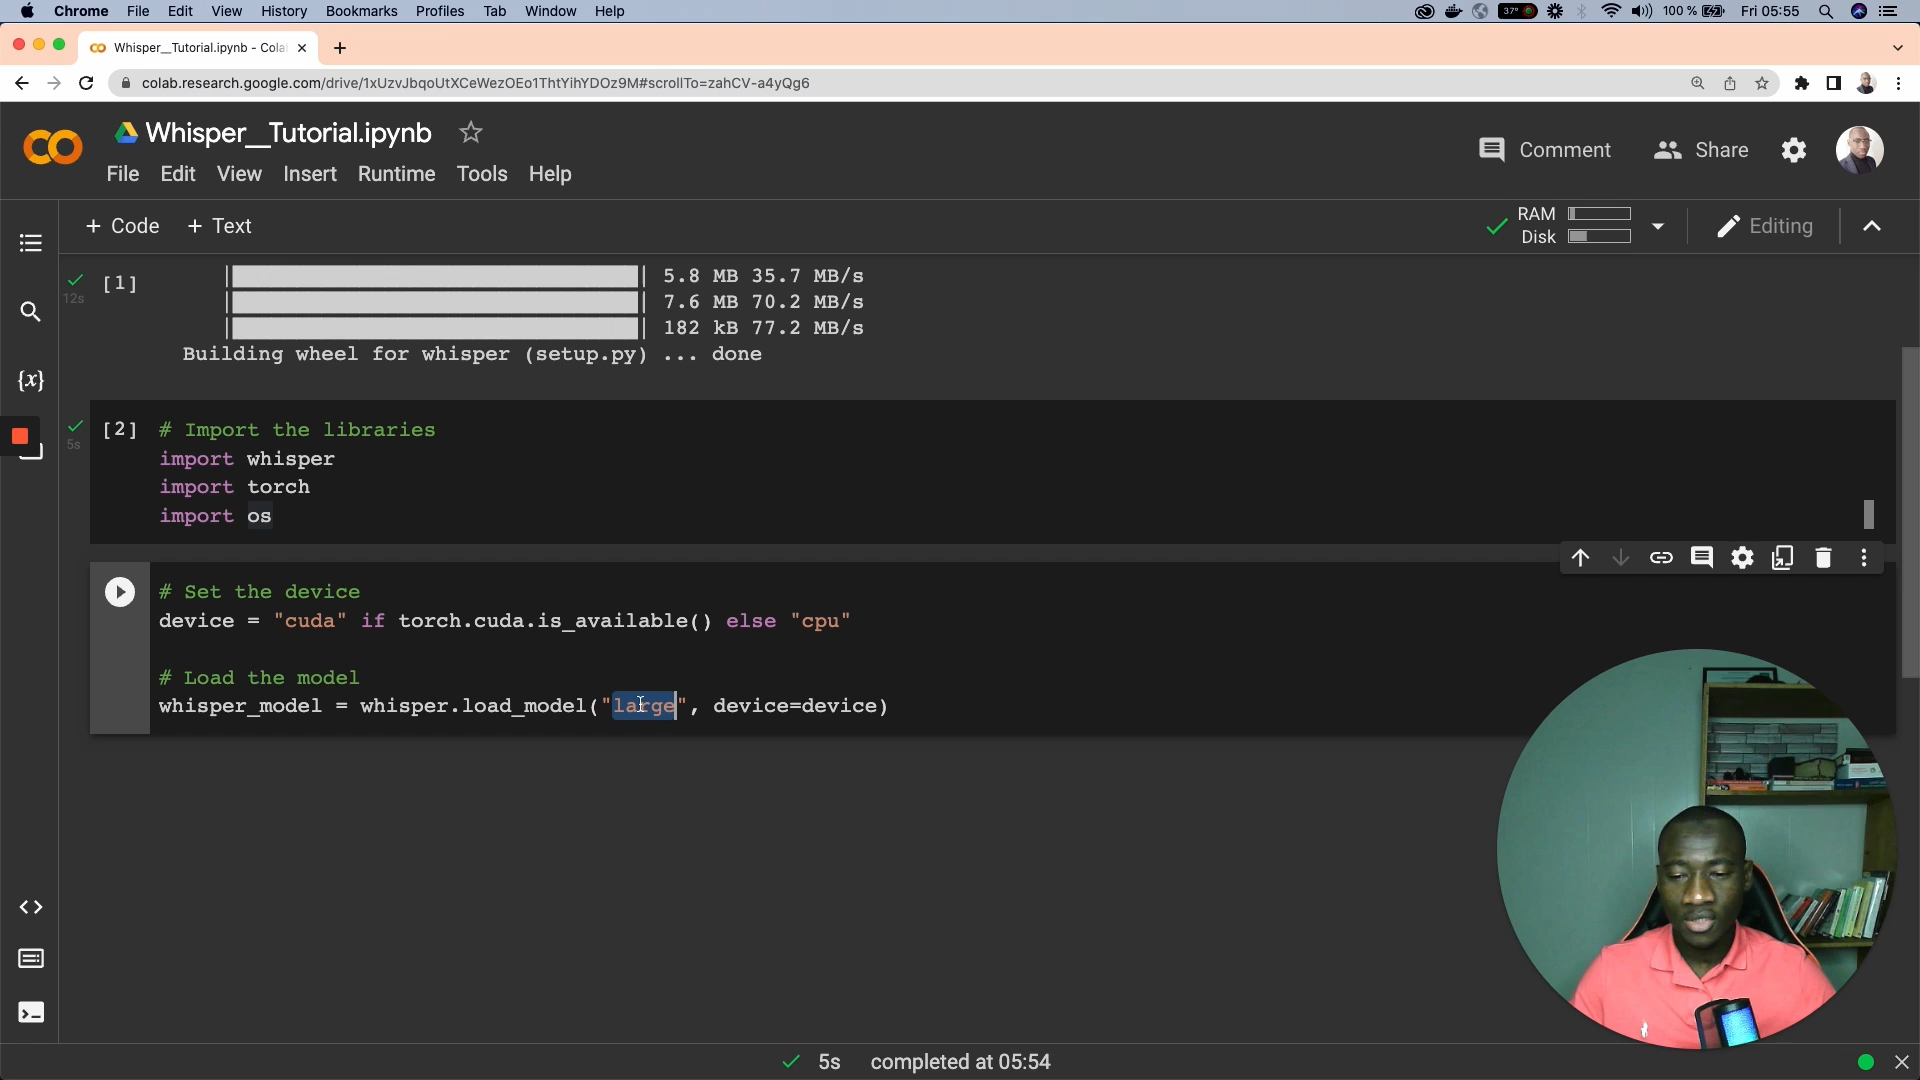 Chrome File Edit View History Bookmarks Profiles Tab Window Help
37° 100 % Fri 05:55
Whisper__Tutorial.ipynb - Cola
colab.research.google.com/drive/1xUzvJbqoUtXCeWezOEo1ThtYihYDOz9M#scrollTo=zahCV-a4yQg6
Whisper__Tutorial.ipynb
Comment Share
File Edit View Insert Runtime Tools Help
+ Code + Text
RAM
Disk
Editing
[1]
12s
5.8 MB 35.7 MB/s
7.6 MB 70.2 MB/s
182 kB 77.2 MB/s
Building wheel for whisper (setup.py) ... done
{x}
[2]
5s
# Import the libraries
import whisper
import torch
import os
# Set the device
device = "cuda" if torch.cuda.is_available() else "cpu"
# Load the model
whisper_model = whisper.load_model("large", device=device)
5s completed at 05:54